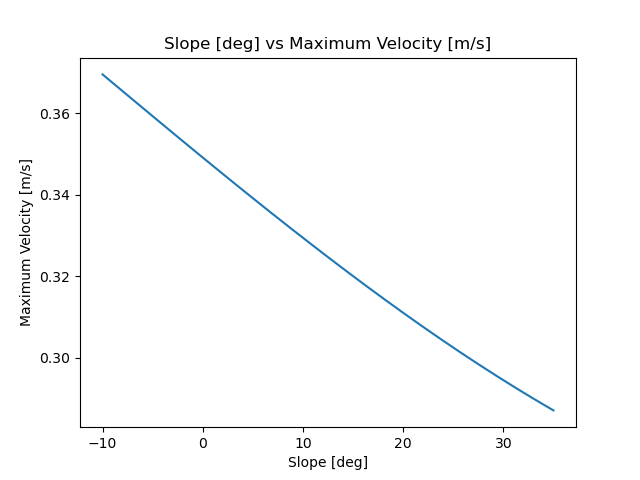 Slope [deg] vs Maximum Velocity [m/s]
Maximum Velocity [m/s]
0.36
0.34
0.32
0.30
−10 0 10 20 30
Slope [deg]